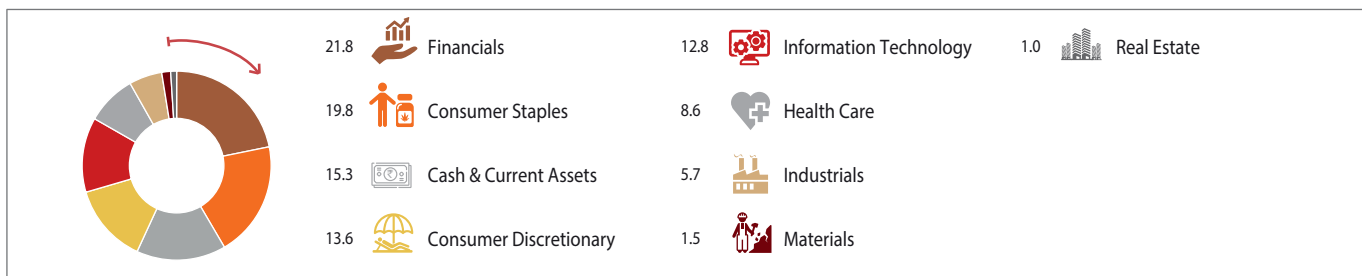 21.8 Financials
19.8 Consumer Staples
15.3 Cash & Current Assets
13.6 Consumer Discretionary
12.8 Information Technology
8.6 Health Care
5.7 Industrials
1.5 Materials
1.0 Real Estate